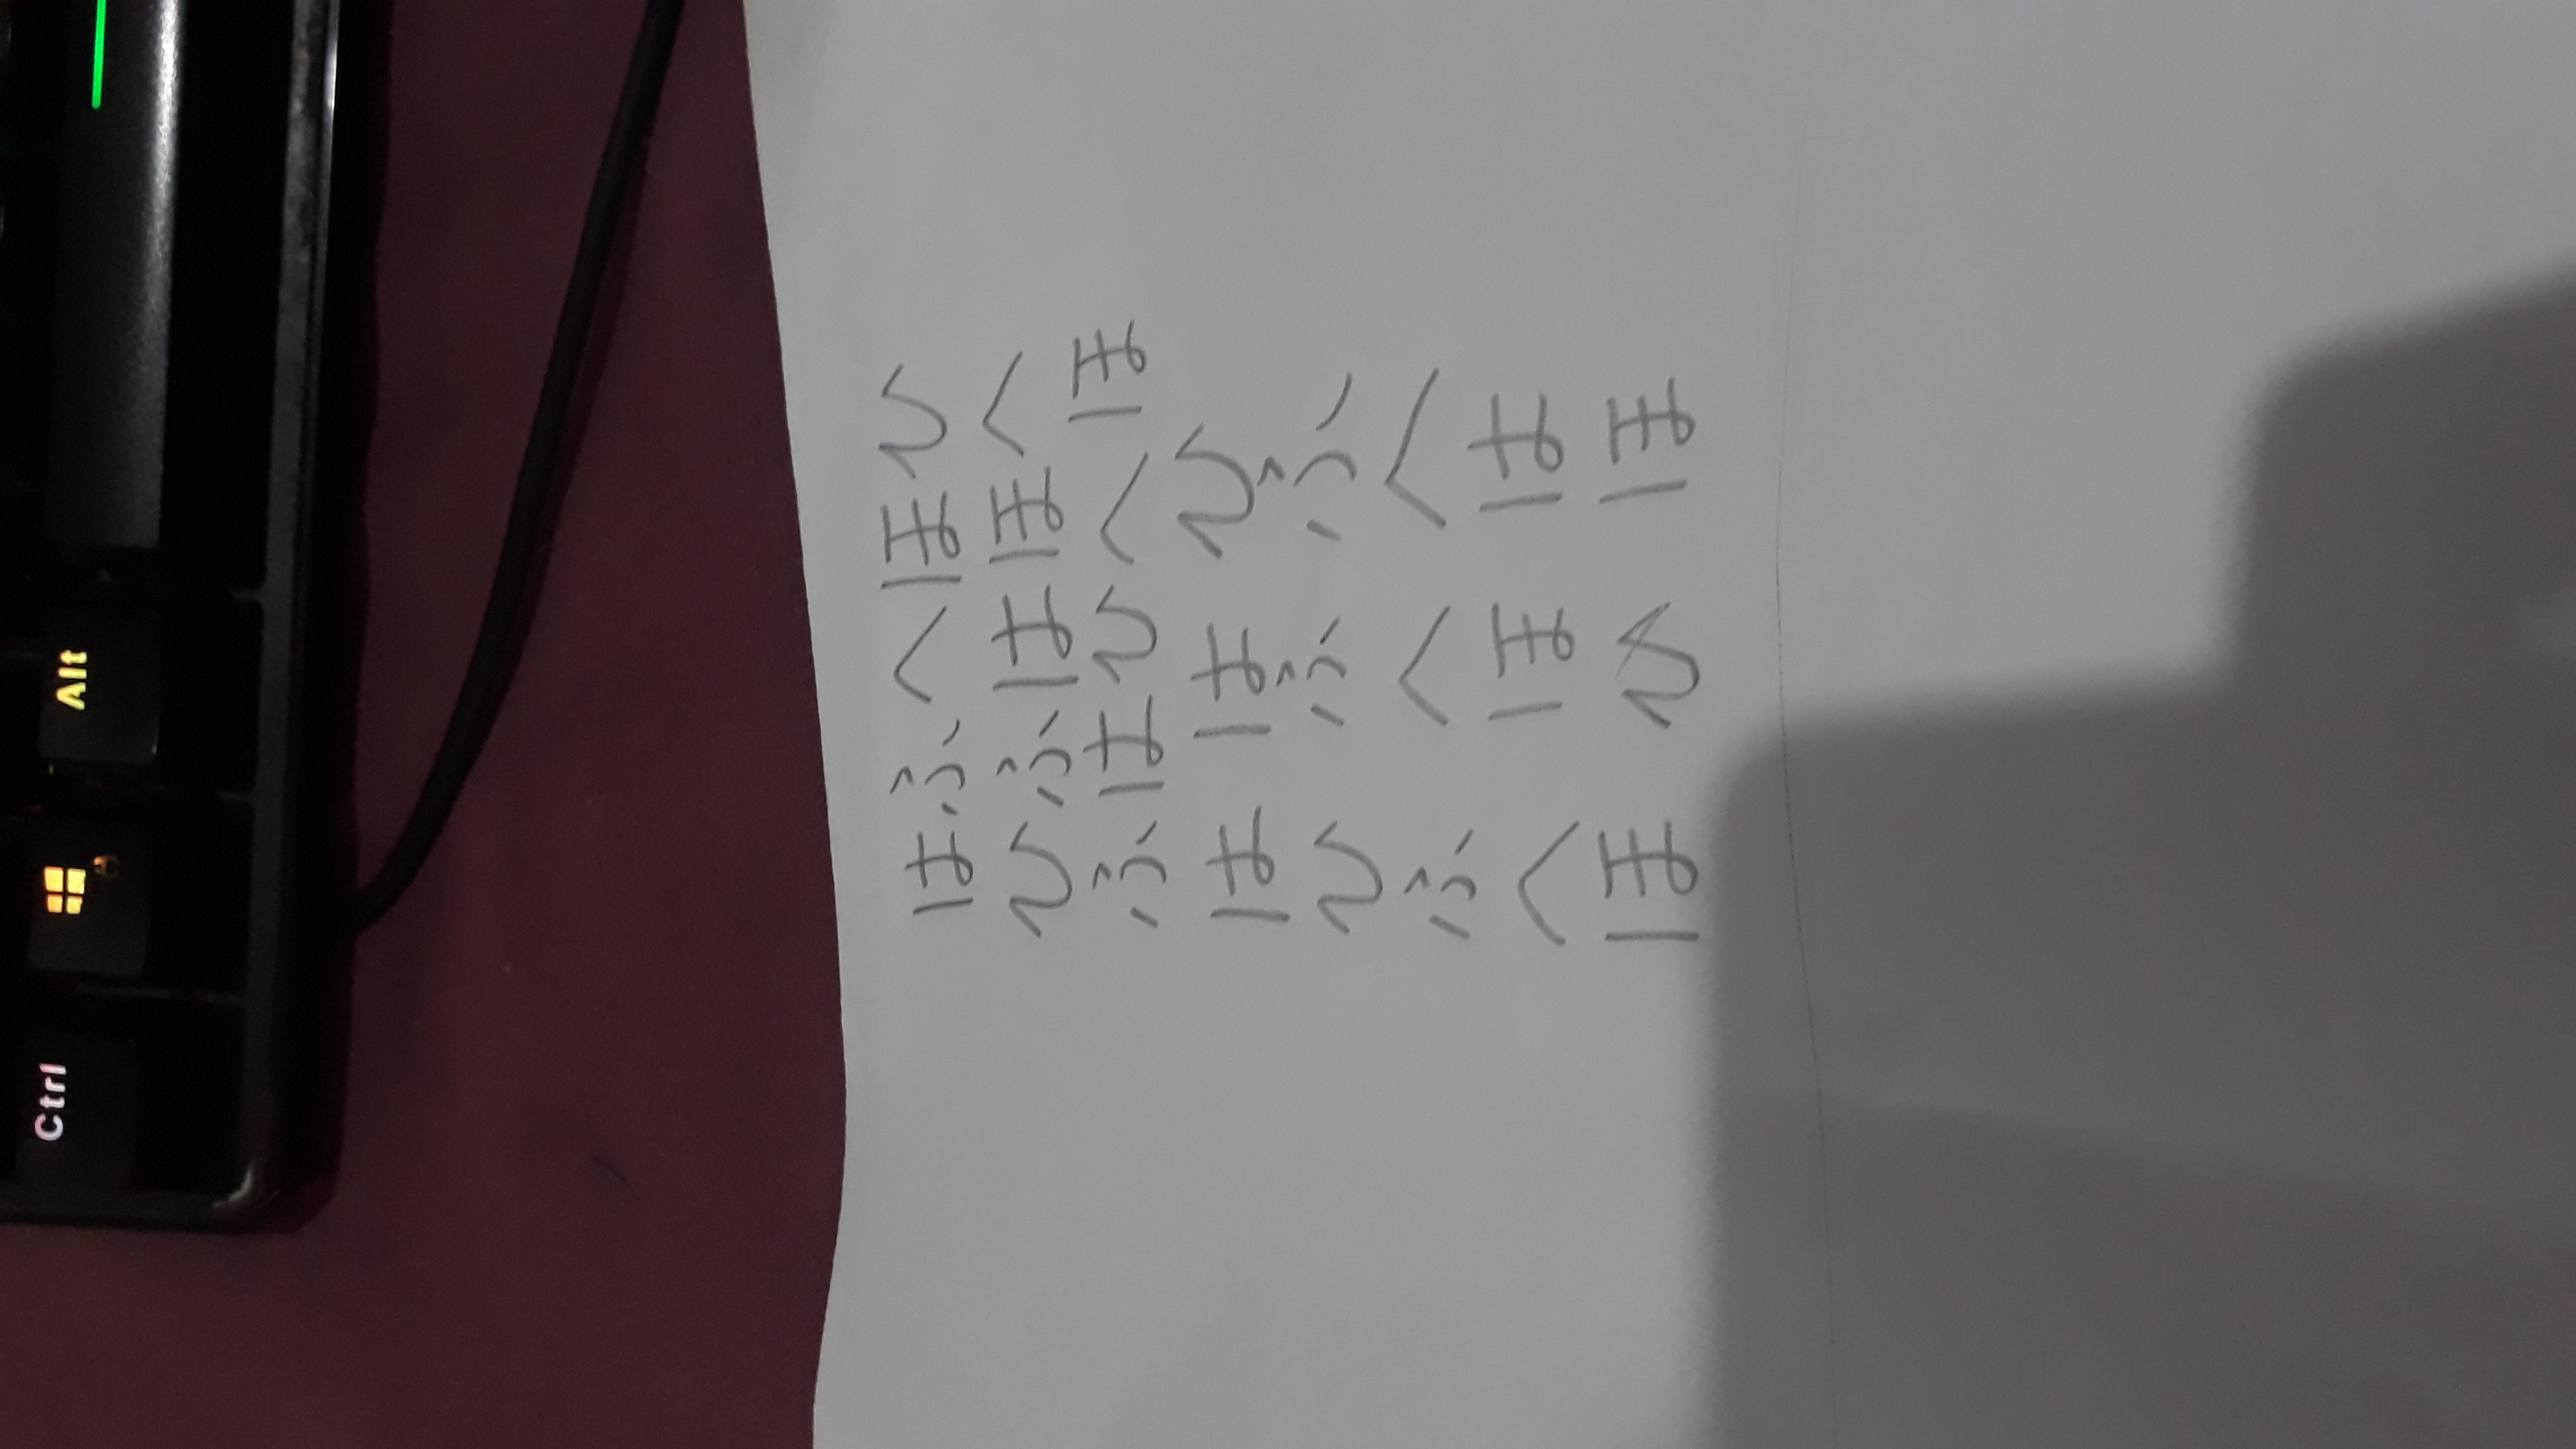 Ctrl Alt
はふへほひ
ひふはほへ
ふはひへほ
は は ひ
ひ ふ ふ
ふ へ へ
へ ほ は
ほ ひ ほ